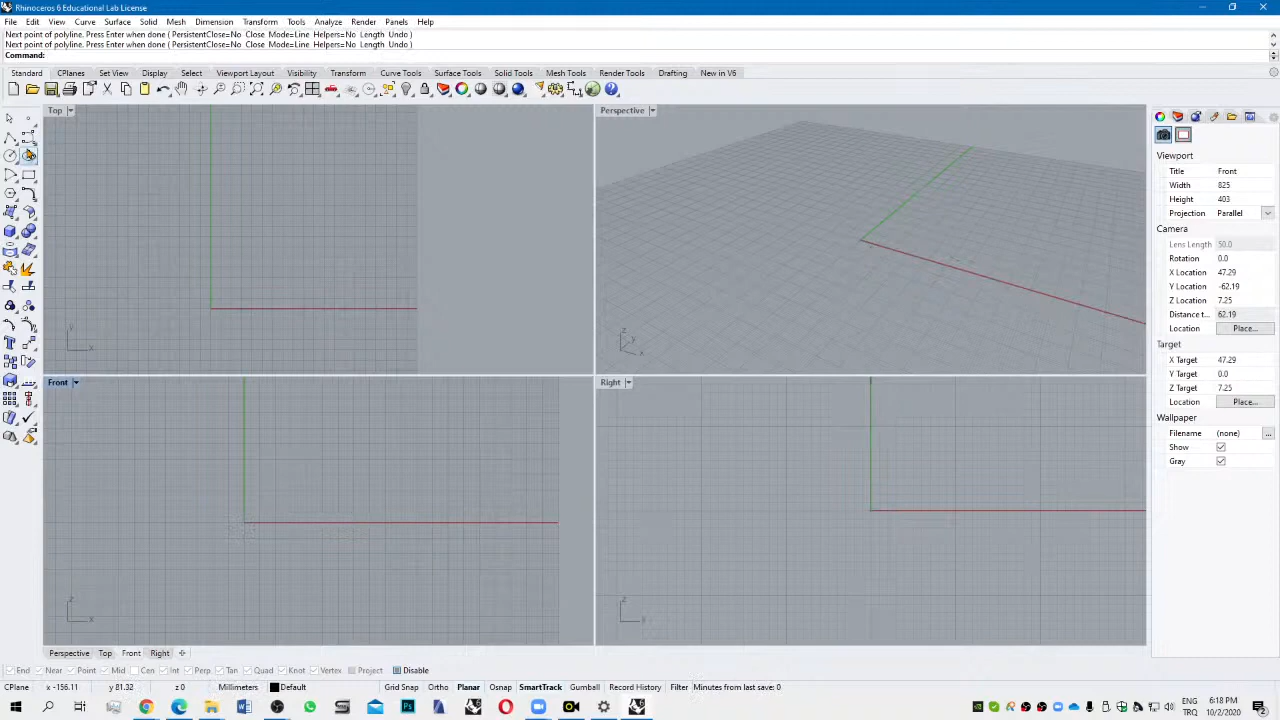 Rhinoceros 6 Educational Lab License
File Edit View Curve Surface Solid Mesh Dimension Transform Tools Analyze Render Panels Help
Next point of polyline. Press Enter when done ( PersistentClose=No Close Mode=Line Helpers=No Length Undo )
Next point of polyline. Press Enter when done ( PersistentClose=No Close Mode=Line Helpers=No Length Undo )
Command:
Standard CPlanes Set View Display Select Viewport Layout Visibility Transform Curve Tools Surface Tools Solid Tools Mesh Tools Render Tools Drafting New in V6
Top
Perspective
Viewport
Title Front
Width 825
Height 403
Projection Parallel
Camera
Lens Length 50.0
Rotation 0.0
X Location 47.29
Y Location -62.19
Z Location 7.25
Distance t... 62.19
Location Place...
Target
X Target 47.29
Y Target 0.0
Z Target 7.25
Location Place...
Wallpaper
Filename (none) ...
Show
Gray
y
x
z
y
x
Front
Right
z
x
z
y
Perspective Top Front Right
End Near Point Mid Cen Int Perp Tan Quad Knot Vertex Project Disable
CPlane x -156.11 y 81.32 z 0 Millimeters Default Grid Snap Ortho Planar Osnap SmartTrack Gumball Record History Filter Minutes from last save: 0
ENG
TRQ
6:18 PM
10/2/2020